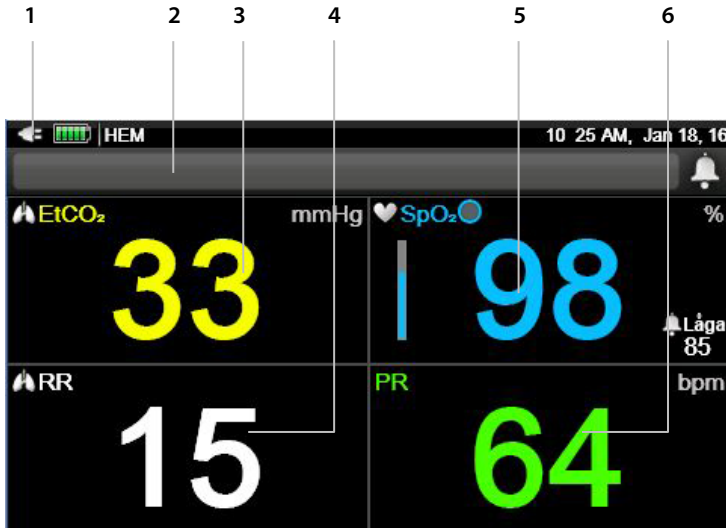 1 2 3 4 5 6
HEM 10 25 AM, Jan 18, 16
EtCO₂ mmHg SpO₂ %
33 98
Låga
85
RR PR bpm
15 64